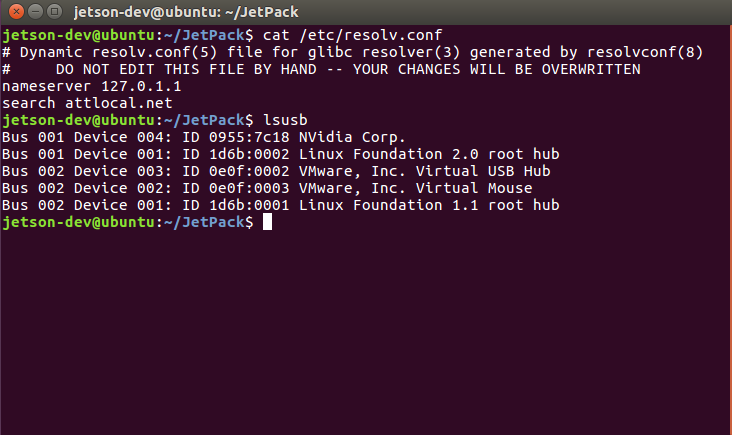 jetson-dev@ubuntu: ~/JetPack
jetson-dev@ubuntu:~/JetPack$ cat /etc/resolv.conf
# Dynamic resolv.conf(5) file for glibc resolver(3) generated by resolvconf(8)
#     DO NOT EDIT THIS FILE BY HAND -- YOUR CHANGES WILL BE OVERWRITTEN
nameserver 127.0.1.1
search attlocal.net
jetson-dev@ubuntu:~/JetPack$ lsusb
Bus 001 Device 004: ID 0955:7c18 NVidia Corp.
Bus 001 Device 001: ID 1d6b:0002 Linux Foundation 2.0 root hub
Bus 002 Device 003: ID 0e0f:0002 VMware, Inc. Virtual USB Hub
Bus 002 Device 002: ID 0e0f:0003 VMware, Inc. Virtual Mouse
Bus 002 Device 001: ID 1d6b:0001 Linux Foundation 1.1 root hub
jetson-dev@ubuntu:~/JetPack$